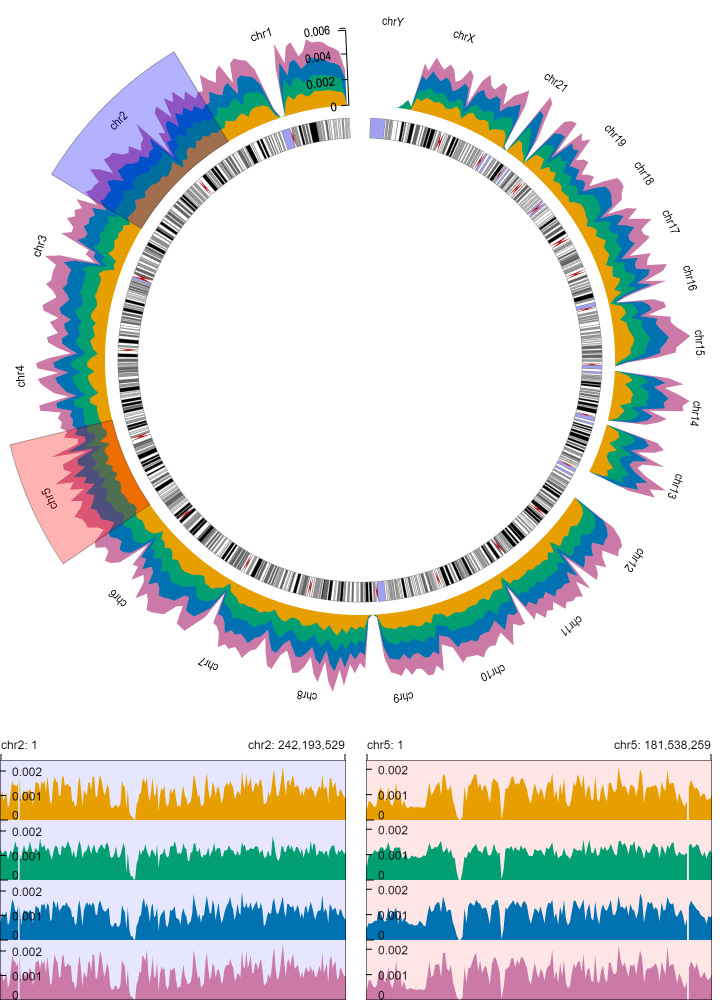 chrY
chrX
chr21
chr19
chr18
chr17
chr16
chr15
chr14
chr13
chr12
chr11
chr10
chr9
chr8
chr7
chr6
chr5
chr4
chr3
chr2
chr1
0.006
0.004
0.002
0
chr2: 1
chr2: 242,193,529
chr5: 1
chr5: 181,538,259
0.002
0.001
0
0.002
0.001
0
0.002
0.001
0
0.002
0.001
0
0.002
0.001
0
0.002
0.001
0
0.002
0.001
0
0.002
0.001
0